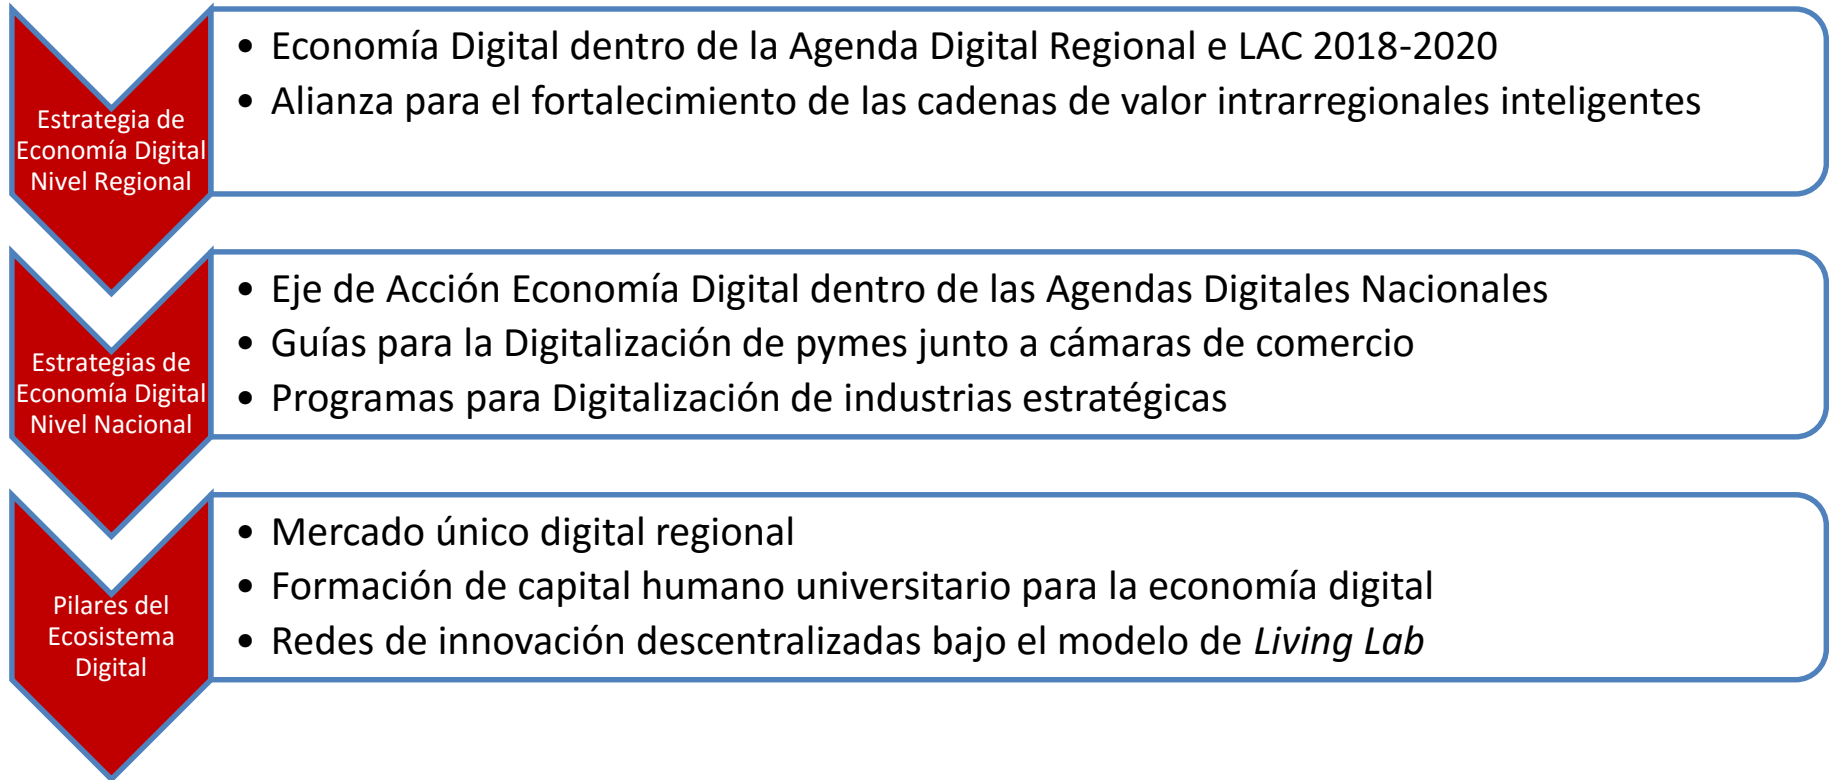 Estrategia de
Economía Digital
Nivel Regional
• Economía Digital dentro de la Agenda Digital Regional e LAC 2018-2020
• Alianza para el fortalecimiento de las cadenas de valor intrarregionales inteligentes
Estrategias de
Economía Digital
Nivel Nacional
• Eje de Acción Economía Digital dentro de las Agendas Digitales Nacionales
• Guías para la Digitalización de pymes junto a cámaras de comercio
• Programas para Digitalización de industrias estratégicas
Pilares del
Ecosistema
Digital
• Mercado único digital regional
• Formación de capital humano universitario para la economía digital
• Redes de innovación descentralizadas bajo el modelo de Living Lab